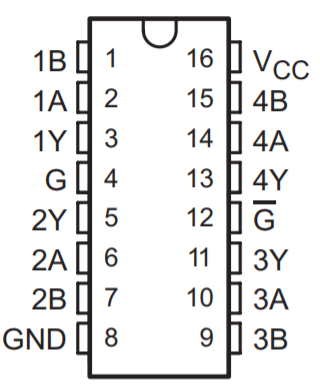 1B 1 16 VCC
1A 2 15 4B
1Y 3 14 4A
G 4 13 4Y
2Y 5 12 G̅
2A 6 11 3Y
2B 7 10 3A
GND 8 9 3B